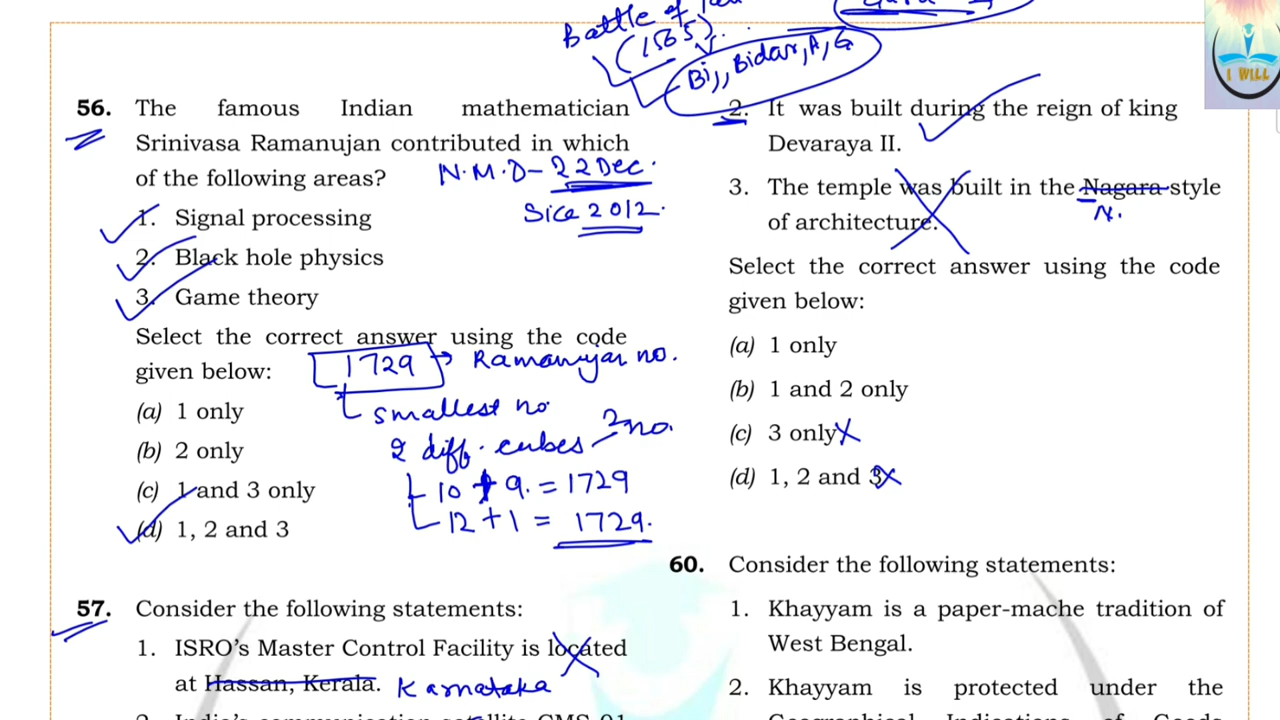 Battle of
(1565)
Bij, Bidar, A, G
I WILL
56. The famous Indian mathematician
Srinivasa Ramanujan contributed in which
of the following areas?
N.M.D- 22 Dec.
Sice 2012.
1. Signal processing
2. Black hole physics
3. Game theory
Select the correct answer using the code
given below:
1729 → Ramanujar no.
smallest no
2 diff. cubes 2 no.
10 + 9. = 1729
12 + 1 = 1729.
(a) 1 only
(b) 2 only
(c) 1 and 3 only
(d) 1, 2 and 3
57. Consider the following statements:
1. ISRO's Master Control Facility is located
at Hassan, Kerala. Karnataka
2. It was built during the reign of king
Devaraya II.
3. The temple was built in the Nagara style
N.
of architecture.
Select the correct answer using the code
given below:
(a) 1 only
(b) 1 and 2 only
(c) 3 only
(d) 1, 2 and 3
60. Consider the following statements:
1. Khayyam is a paper-mache tradition of
West Bengal.
2. Khayyam is protected under the